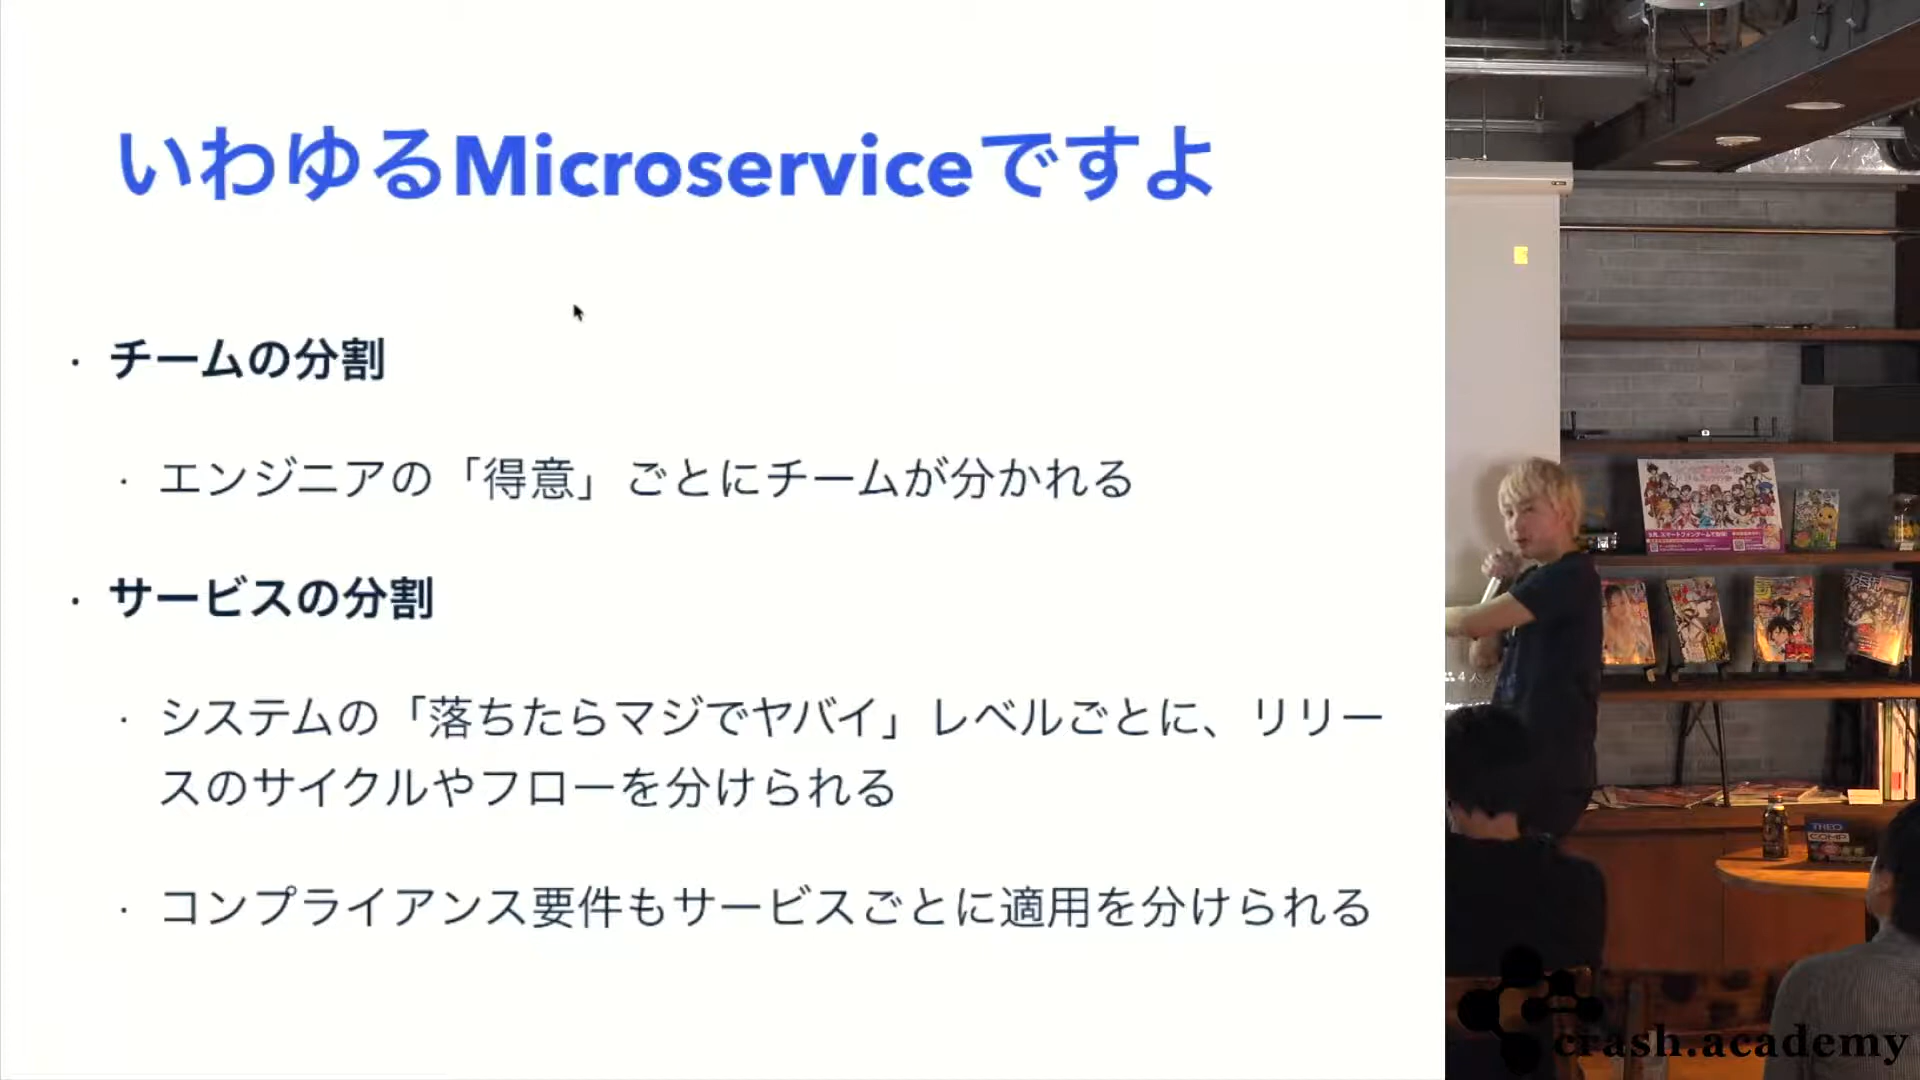 いわゆるMicroserviceですよ
・ チームの分割
・ エンジニアの「得意」ごとにチームが分かれる
・ サービスの分割
・ システムの「落ちたらマジでヤバイ」レベルごとに、リリー
スのサイクルやフローを分けられる
・ コンプライアンス要件もサービスごとに適用を分けられる
THEO
COMP
crash.academy